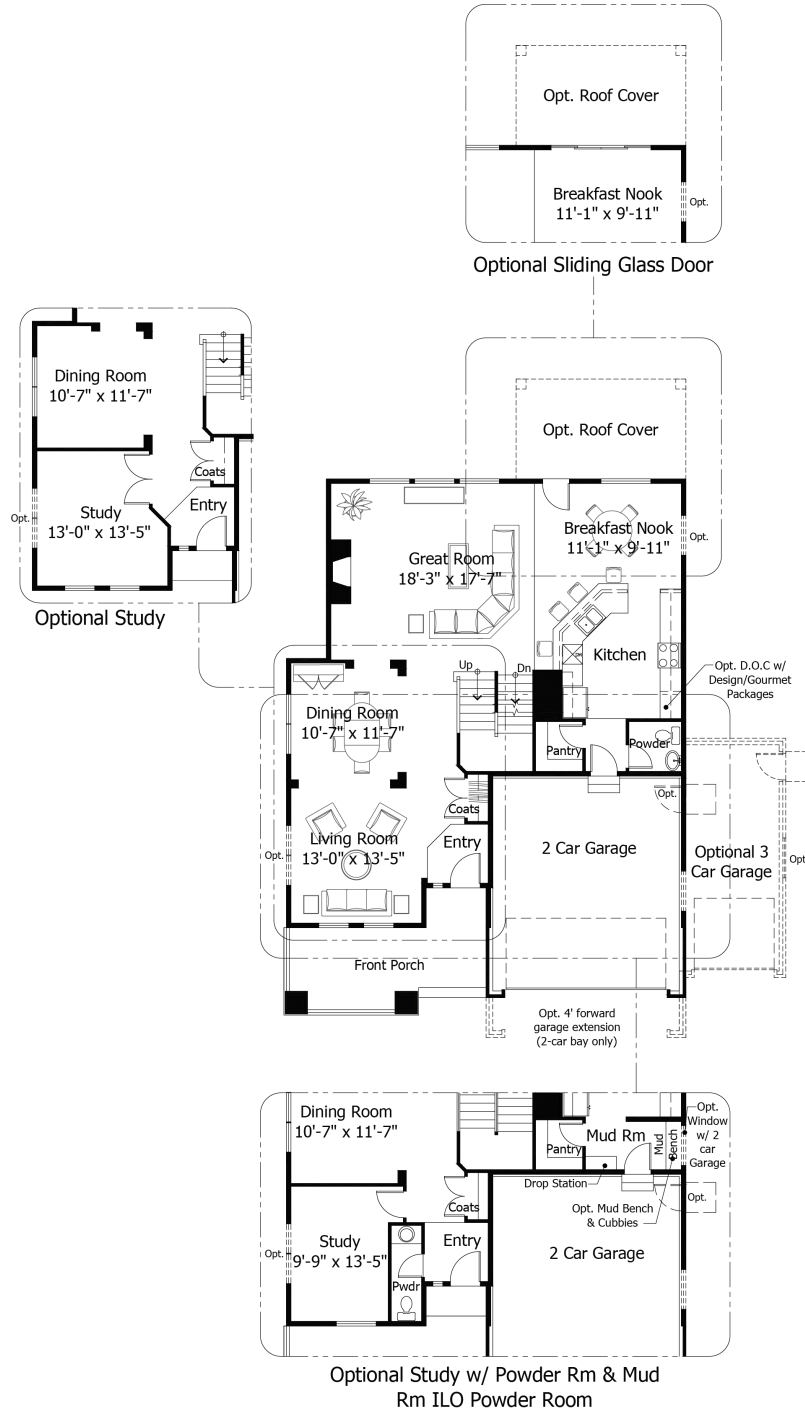 Opt. Roof Cover
Breakfast Nook
11'-1" x 9'-11"
Opt.
Optional Sliding Glass Door
Dining Room
10'-7" x 11'-7"
Coats
Entry
Study
13'-0" x 13'-5"
Opt.
Optional Study
Opt. Roof Cover
Breakfast Nook
11'-1" x 9'-11"
Opt.
Great Room
18'-3" x 17'-7"
Kitchen
Opt. D.O.C w/
Design/Gourmet
Packages
Up
Dn
Dining Room
10'-7" x 11'-7"
Pantry
Powder
Coats
Opt.
Living Room
13'-0" x 13'-5"
Opt.
Entry
2 Car Garage
Optional 3
Car Garage
Opt
Front Porch
Opt. 4' forward
garage extension
(2-car bay only)
Dining Room
10'-7" x 11'-7"
Pantry
Mud Rm
Mud
Bench
Opt.
Window
w/ 2
car
Garage
Drop Station
Opt. Mud Bench
& Cubbies
Opt.
Coats
Study
9'-9" x 13'-5"
Opt.
Entry
Pwdr
2 Car Garage
Optional Study w/ Powder Rm & Mud
Rm ILO Powder Room